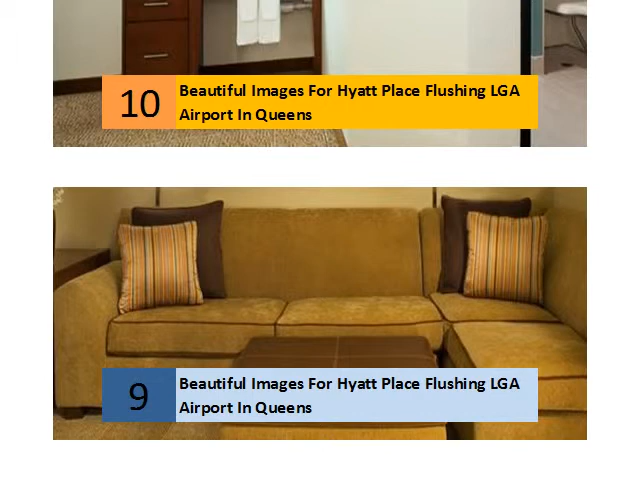 10
Beautiful Images For Hyatt Place Flushing LGA
Airport In Queens
9
Beautiful Images For Hyatt Place Flushing LGA
Airport In Queens